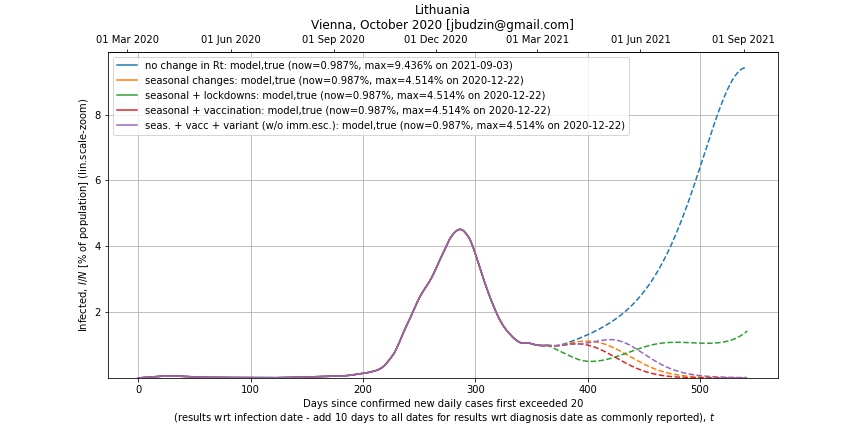 Lithuania
Vienna, October 2020 [jbudzin@gmail.com]
01 Mar 2020 01 Jun 2020 01 Sep 2020 01 Dec 2020 01 Mar 2021 01 Jun 2021 01 Sep 2021
no change in Rt: model,true (now=0.987%, max=9.436% on 2021-09-03)
seasonal changes: model,true (now=0.987%, max=4.514% on 2020-12-22)
seasonal + lockdowns: model,true (now=0.987%, max=4.514% on 2020-12-22)
seasonal + vaccination: model,true (now=0.987%, max=4.514% on 2020-12-22)
seas. + vacc + variant (w/o imm.esc.): model,true (now=0.987%, max=4.514% on 2020-12-22)
Infected, I/N [% of population] (lin.scale-zoom)
8
6
4
2
0 100 200 300 400 500
Days since confirmed new daily cases first exceeded 20
(results wrt infection date - add 10 days to all dates for results wrt diagnosis date as commonly reported), t